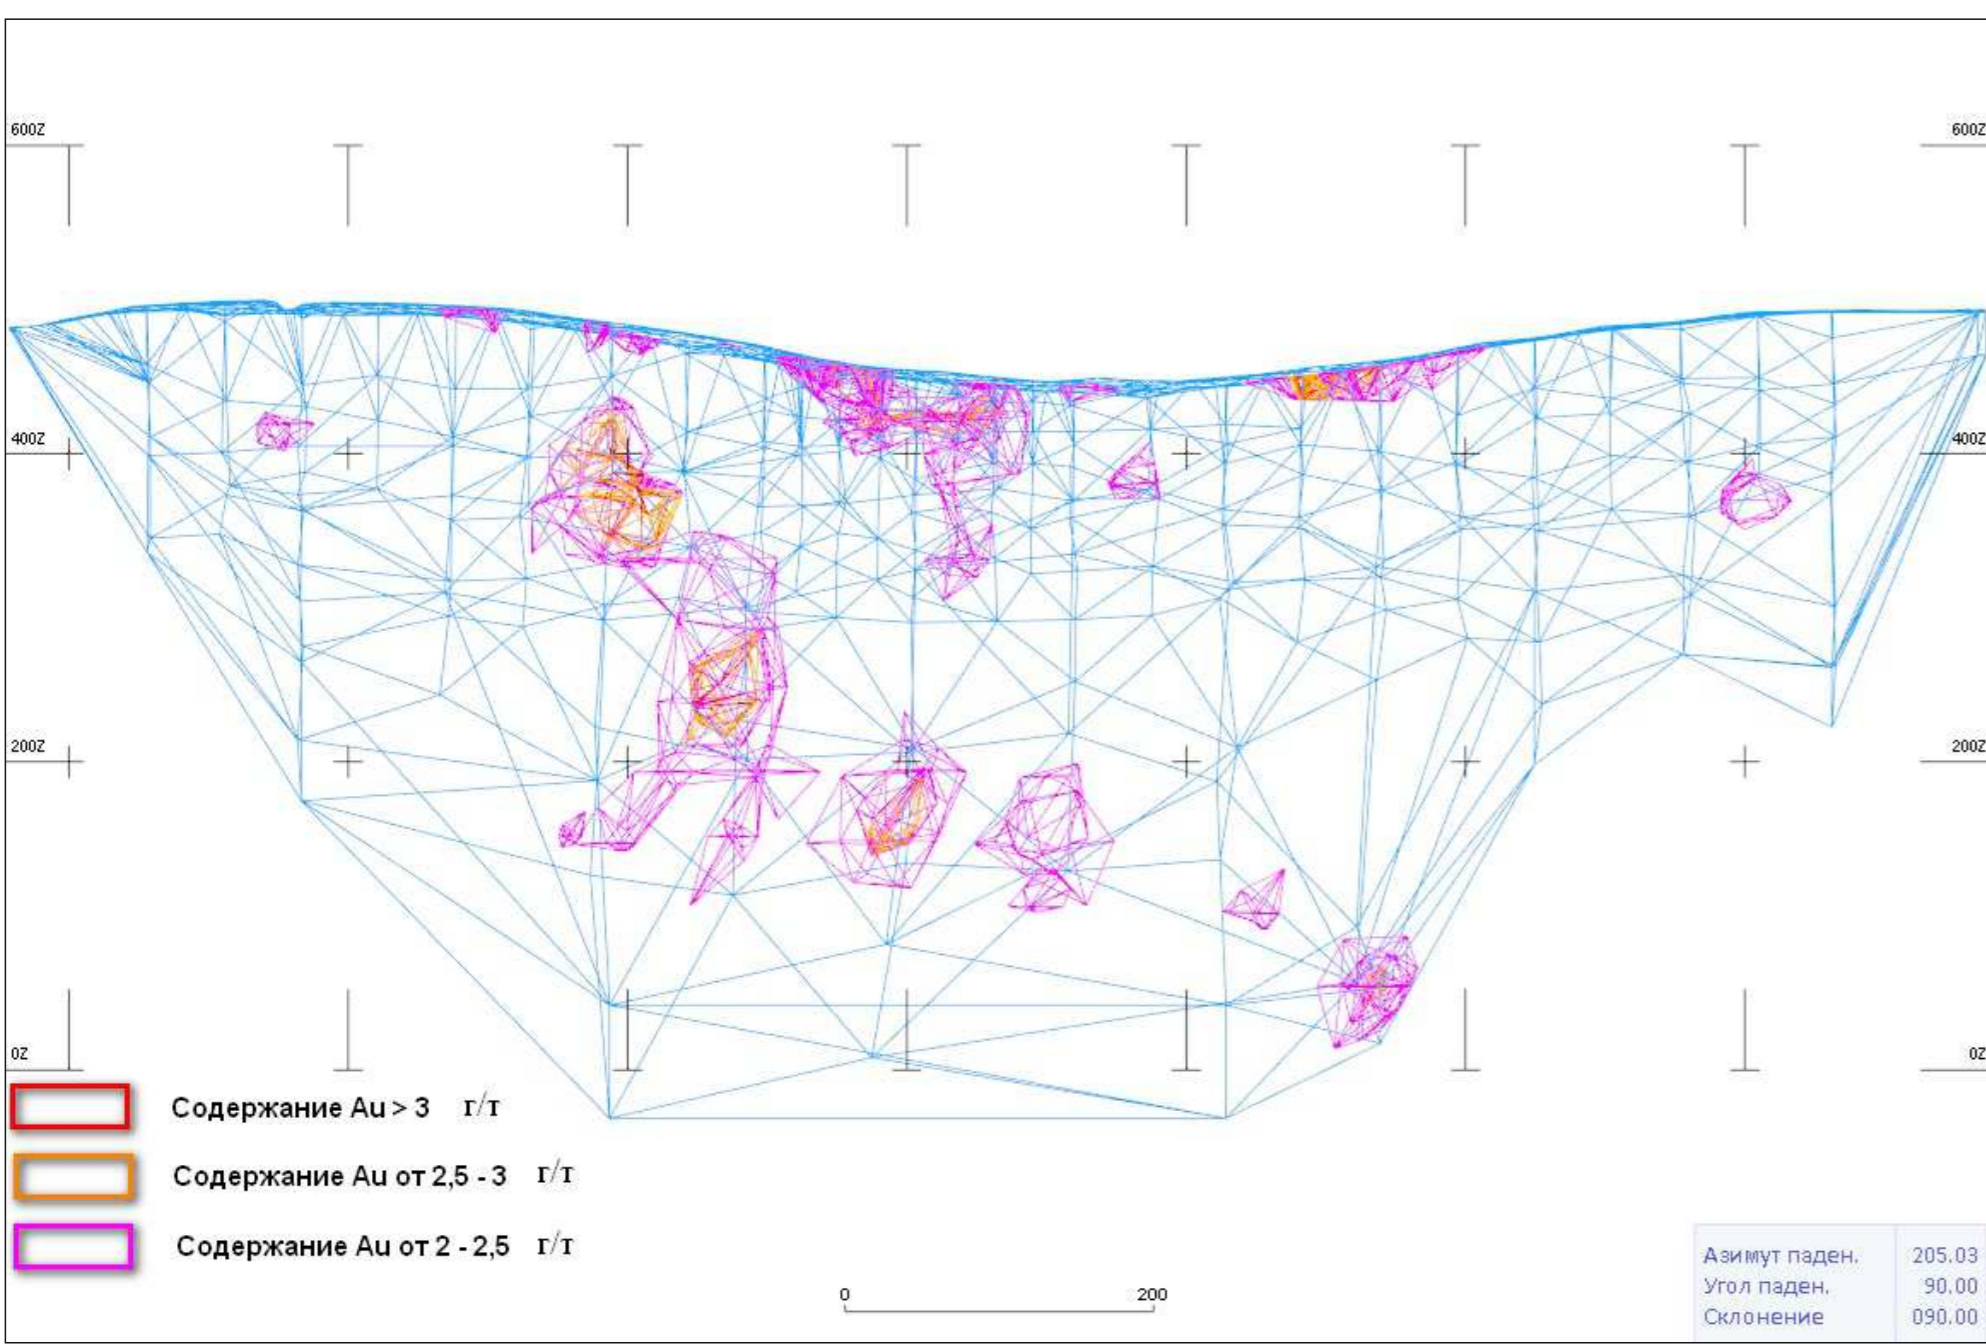 600Z 600Z
400Z 400Z
200Z 200Z
0Z 0Z
Содержание Au > 3 г/т
Содержание Au от 2,5 - 3 г/т
Содержание Au от 2 - 2,5 г/т
0 200
Азимут паден. 205.03
Угол паден. 90.00
Склонение 090.00